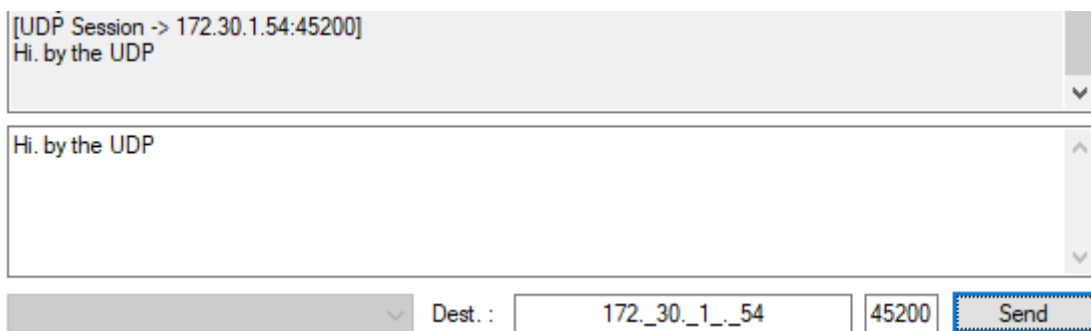 [UDP Session -> 172.30.1.54:45200]
Hi. by the UDP
Hi. by the UDP
Dest. : 172._30._1_._54 45200 Send